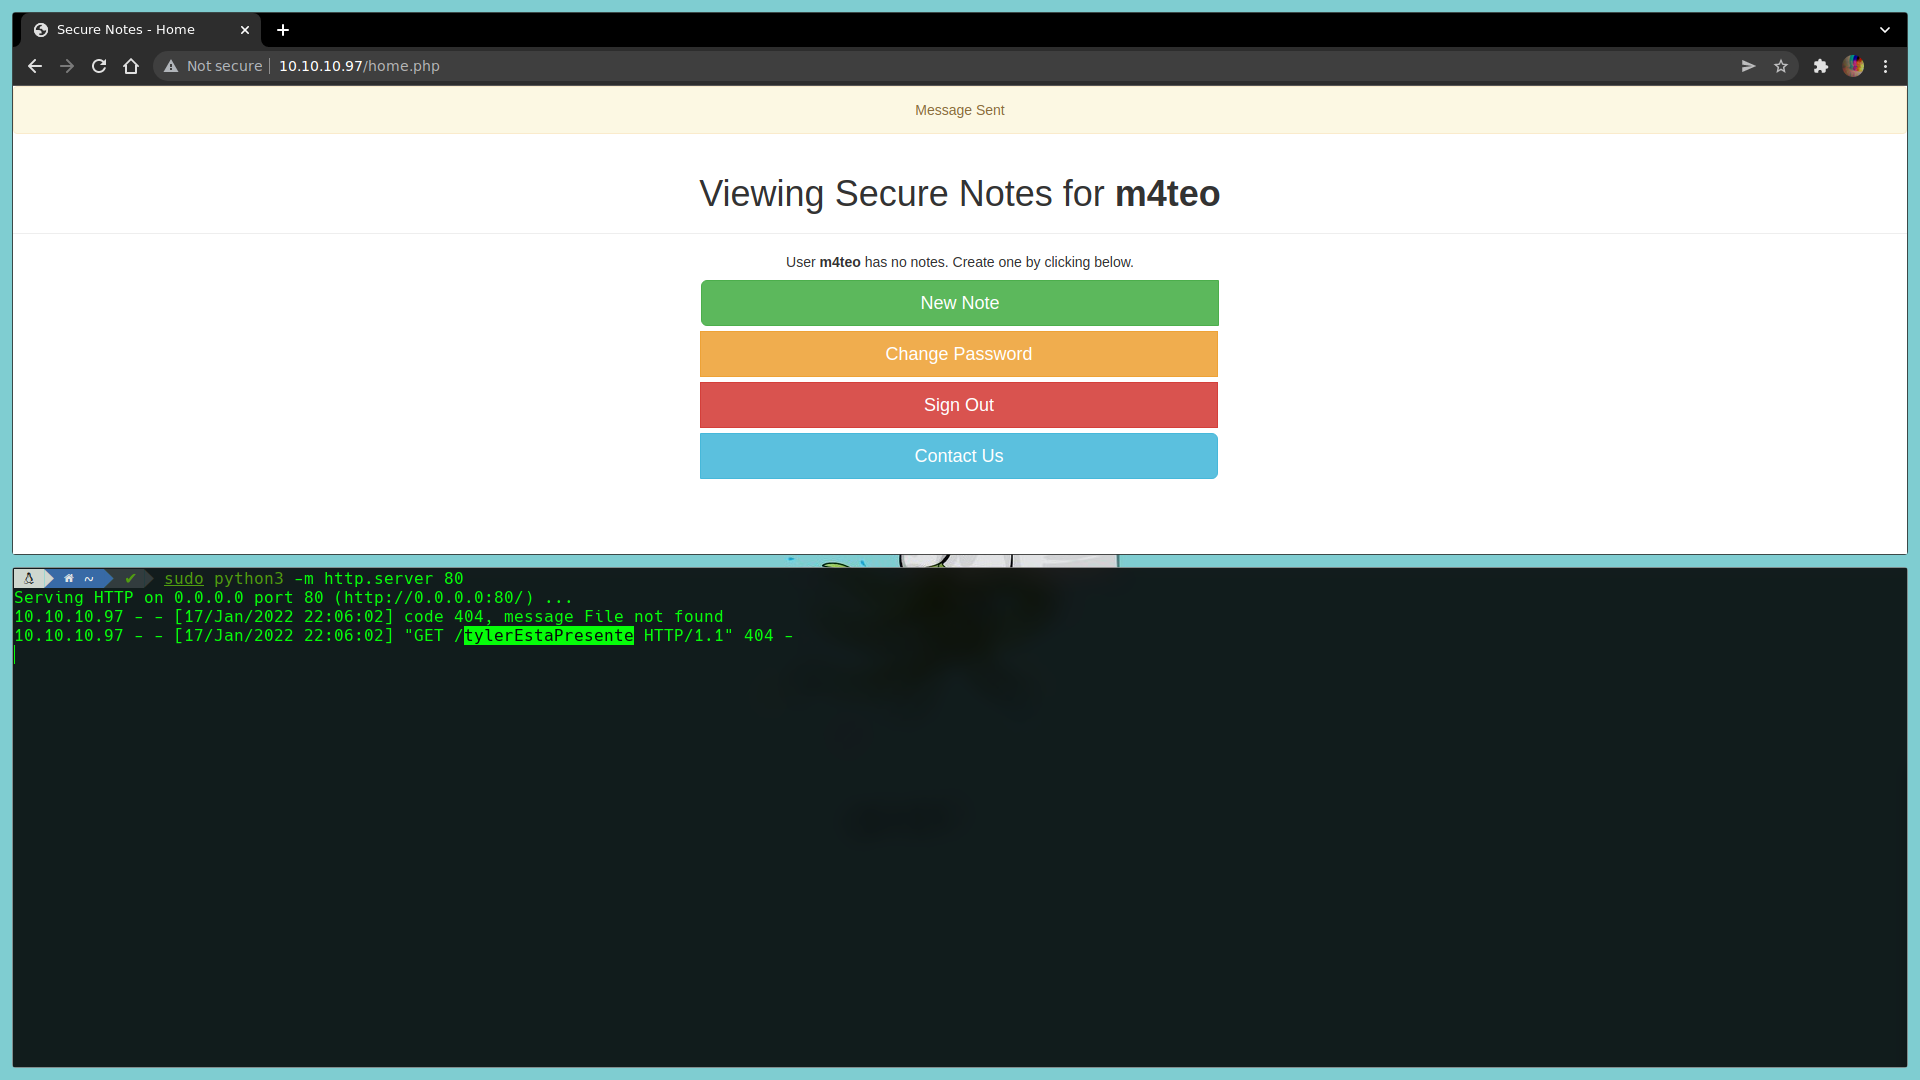 Secure Notes - Home
Not secure 10.10.10.97/home.php
Message Sent
Viewing Secure Notes for m4teo
User m4teo has no notes. Create one by clicking below.
New Note
Change Password
Sign Out
Contact Us
~ ✔ sudo python3 -m http.server 80
Serving HTTP on 0.0.0.0 port 80 (http://0.0.0.0:80/) ...
10.10.10.97 - - [17/Jan/2022 22:06:02] code 404, message File not found
10.10.10.97 - - [17/Jan/2022 22:06:02] "GET /tylerEstaPresente HTTP/1.1" 404 -